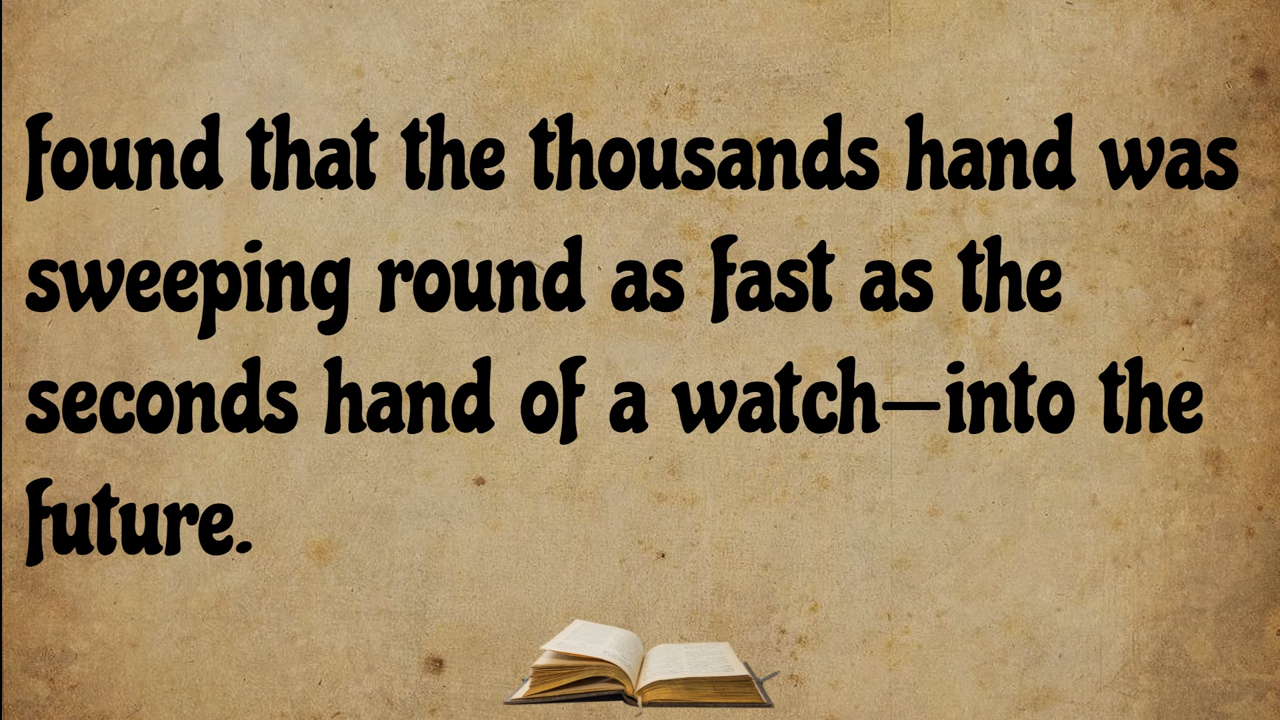 found that the thousands hand was
sweeping round as fast as the
seconds hand of a watch—into the
future.